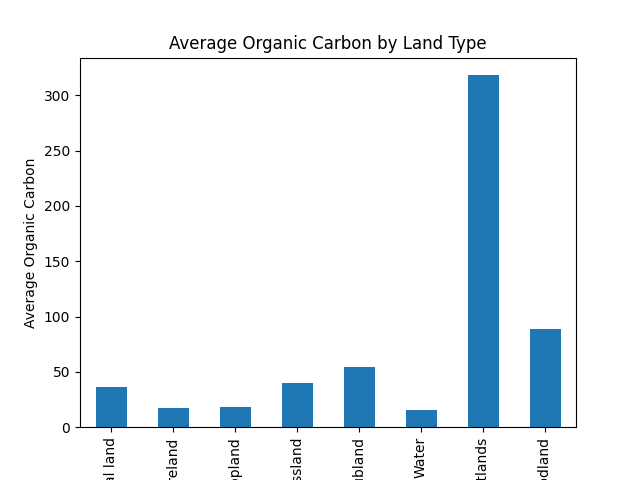 Average Organic Carbon by Land Type
Average Organic Carbon
300
250
200
150
100
50
0
al land
reland
opland
ssland
ubland
Water
tlands
odland